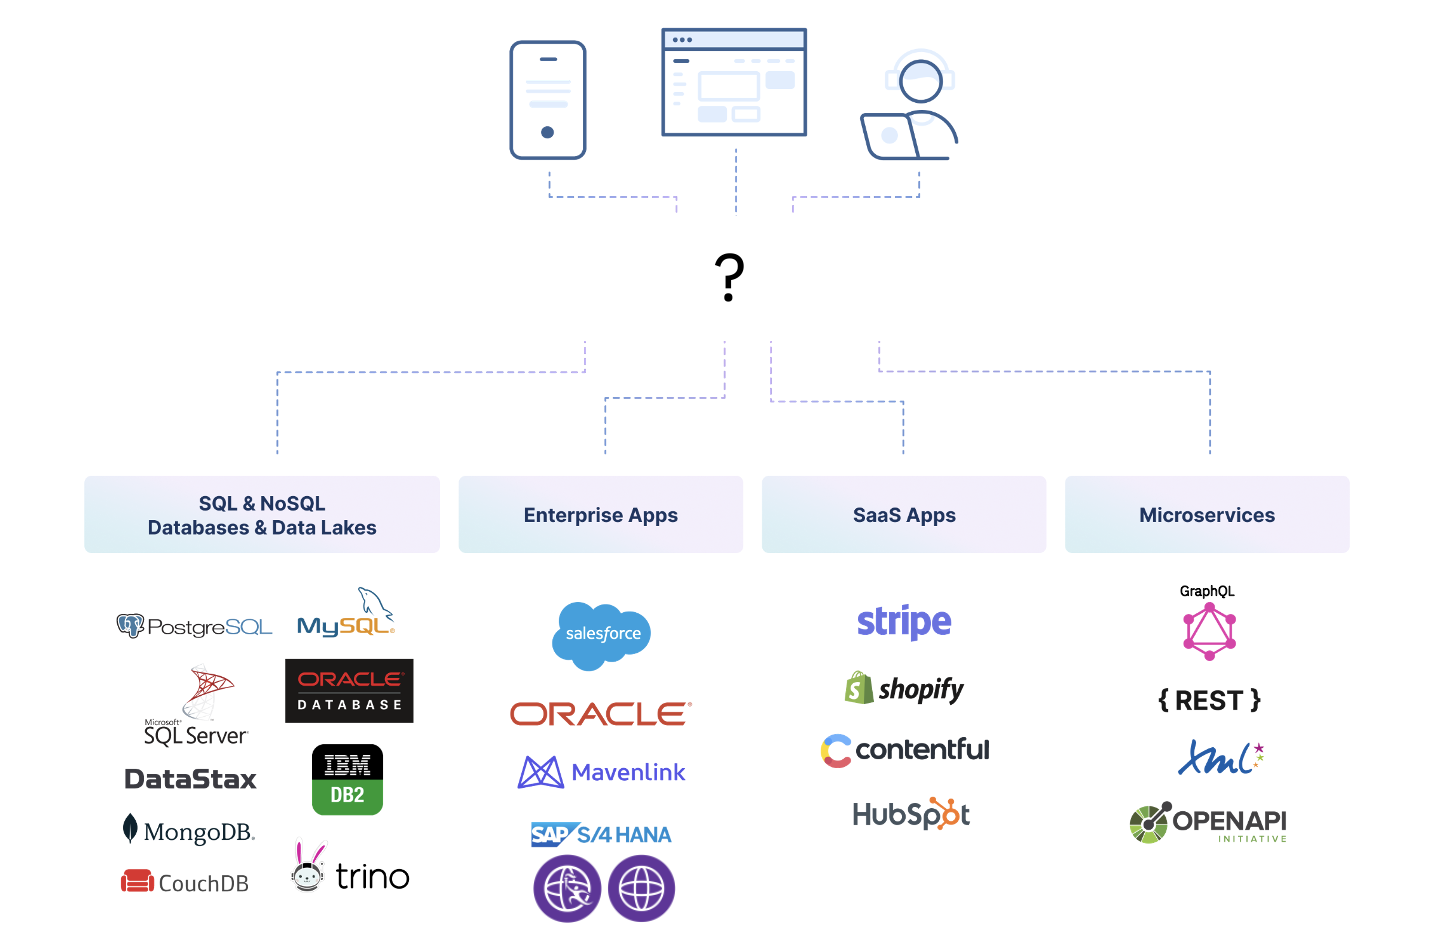 ?
SQL & NoSQL
Databases & Data Lakes
Enterprise Apps
SaaS Apps
Microservices
PostgreSQL
MySQL®
Microsoft®
SQL Server®
ORACLE®
DATABASE
DataStax
IBM
DB2
MongoDB®
CouchDB
trino
salesforce
ORACLE®
Mavenlink
SAP S/4 HANA
stripe
S shopify
contentful
HubSpot
GraphQL
{ REST }
xml
OPENAPI
INITIATIVE